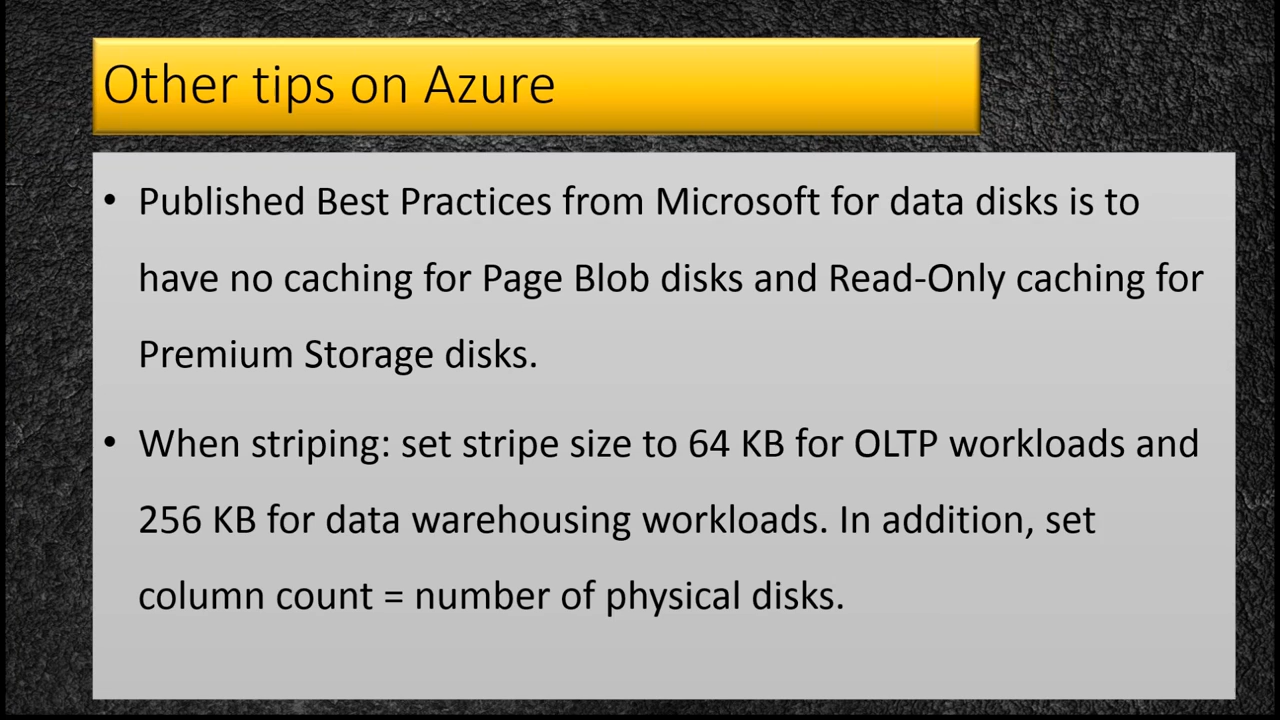 Other tips on Azure
• Published Best Practices from Microsoft for data disks is to
have no caching for Page Blob disks and Read-Only caching for
Premium Storage disks.
• When striping: set stripe size to 64 KB for OLTP workloads and
256 KB for data warehousing workloads. In addition, set
column count = number of physical disks.